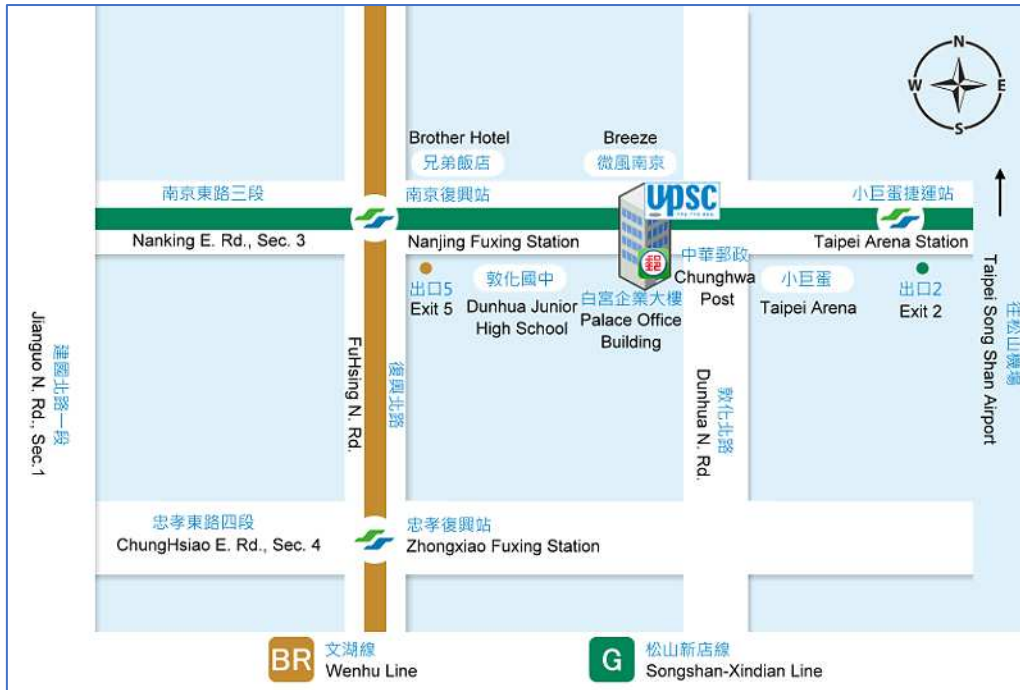 N
W
E
S
Brother Hotel
兄弟飯店
Breeze
微風南京
UPSC
南京東路三段
南京復興站
小巨蛋捷運站
Nanking E. Rd., Sec. 3
Nanjing Fuxing Station
Taipei Arena Station
郵
中華郵政
Chunghwa
Post
出口5
Exit 5
敦化國中
Dunhua Junior
High School
白宮企業大樓
Palace Office
Building
小巨蛋
Taipei Arena
出口2
Exit 2
往松山機場
Taipei Song Shan Airport
建國北路一段
Jianguo N. Rd., Sec.1
FuHsing N. Rd.
復興北路
敦化北路
Dunhua N. Rd.
忠孝東路四段
ChungHsiao E. Rd., Sec. 4
忠孝復興站
Zhongxiao Fuxing Station
BR
文湖線
Wenhu Line
G
松山新店線
Songshan-Xindian Line